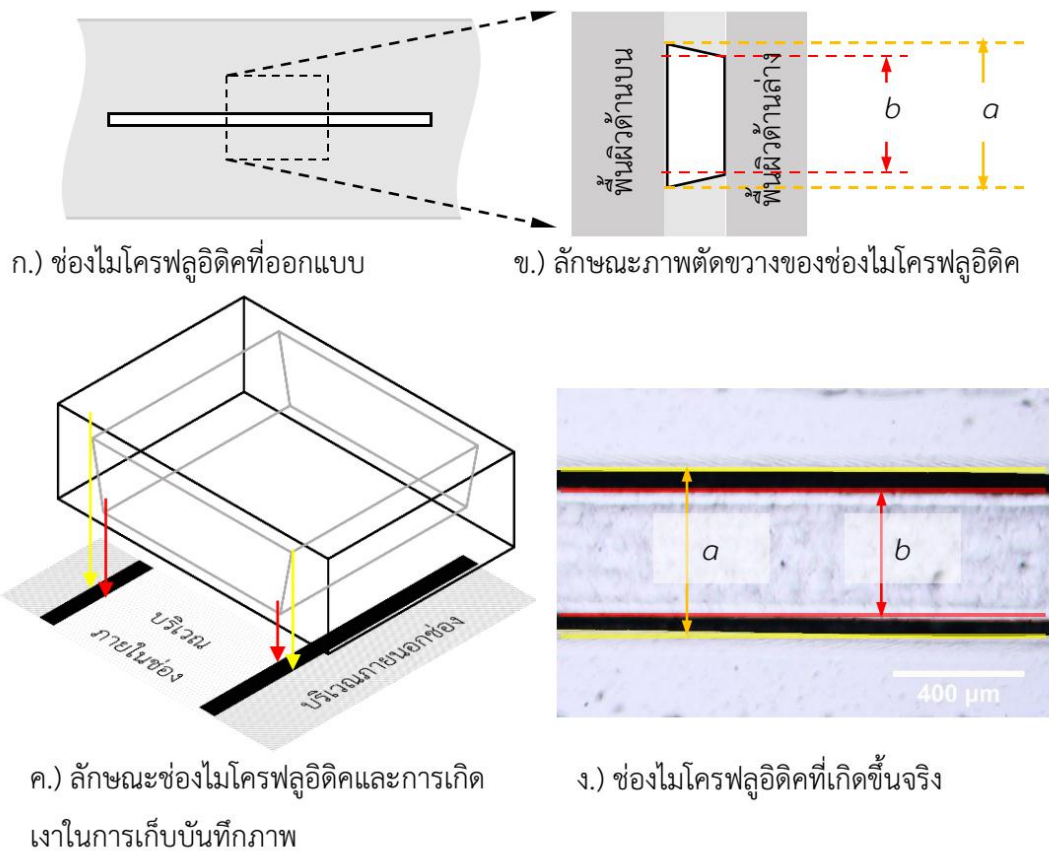 พื้นผิวด้านบน
พื้นผิวด้านล่าง
b
a
ก.) ช่องไมโครฟลูอิดิคที่ออกแบบ
ข.) ลักษณะภาพตัดขวางของช่องไมโครฟลูอิดิค
บริเวณ
ภายในช่อง
บริเวณภายนอกช่อง
a
b
400 µm
ค.) ลักษณะช่องไมโครฟลูอิดิคและการเกิด
เงาในการเก็บบันทึกภาพ
ง.) ช่องไมโครฟลูอิดิคที่เกิดขึ้นจริง